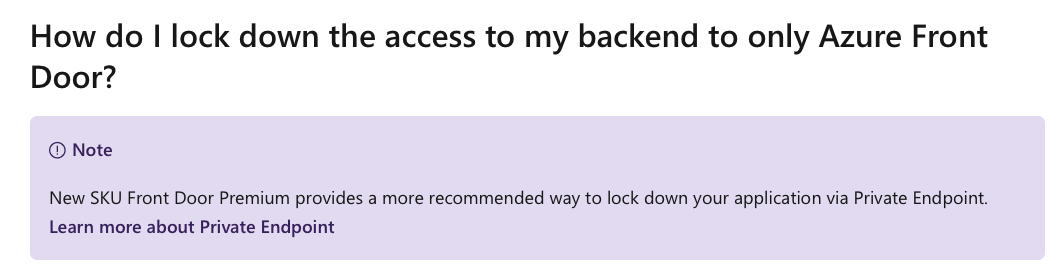 How do I lock down the access to my backend to only Azure Front
Door?
Note
New SKU Front Door Premium provides a more recommended way to lock down your application via Private Endpoint.
Learn more about Private Endpoint